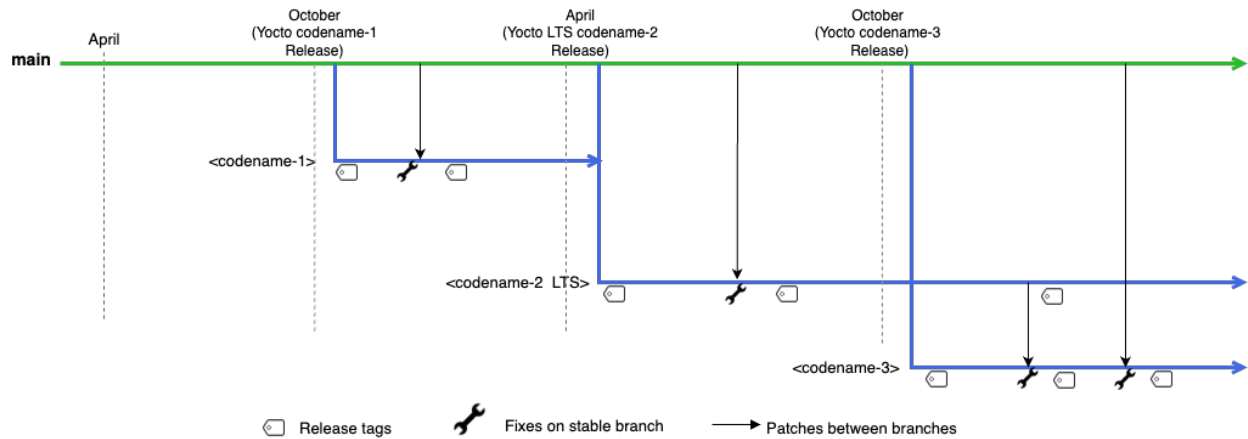 October
(Yocto codename-1
Release)
April
(Yocto LTS codename-2
Release)
October
(Yocto codename-3
Release)
April
main
<codename-1>
<codename-2 LTS>
<codename-3>
Release tags
Fixes on stable branch
Patches between branches